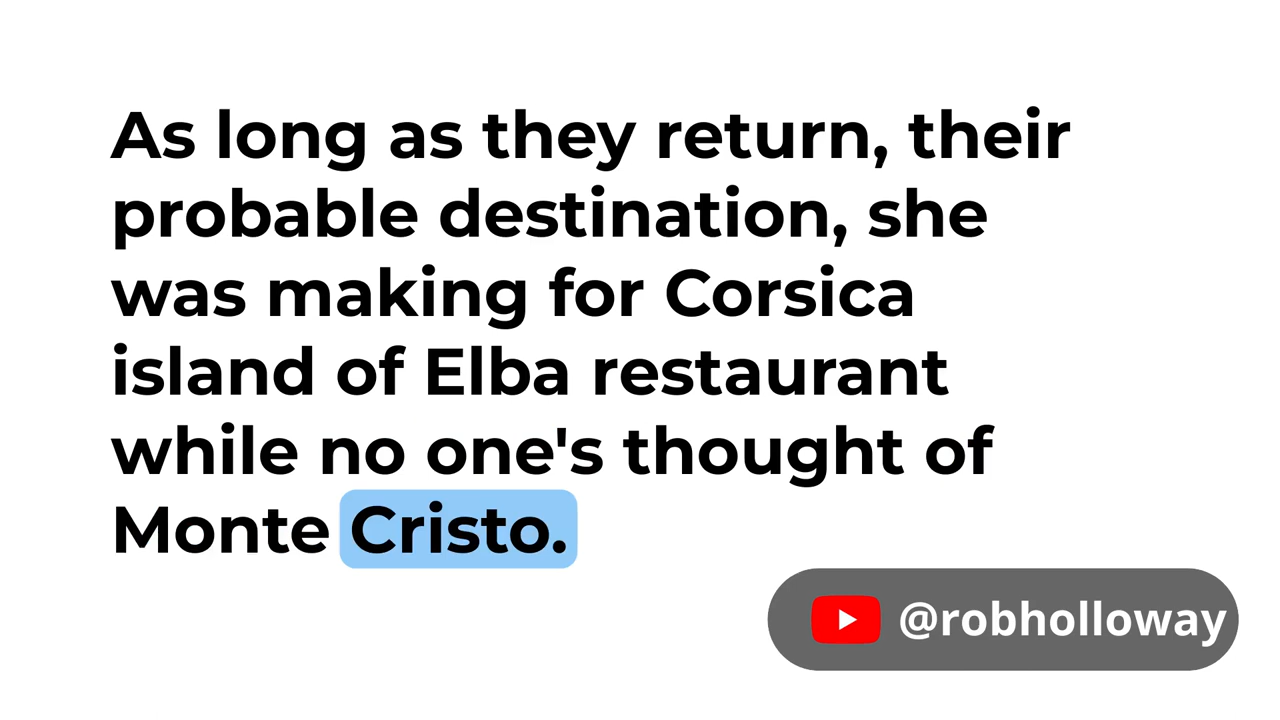 As long as they return, their
probable destination, she
was making for Corsica
island of Elba restaurant
while no one's thought of
Monte Cristo.
@robholloway